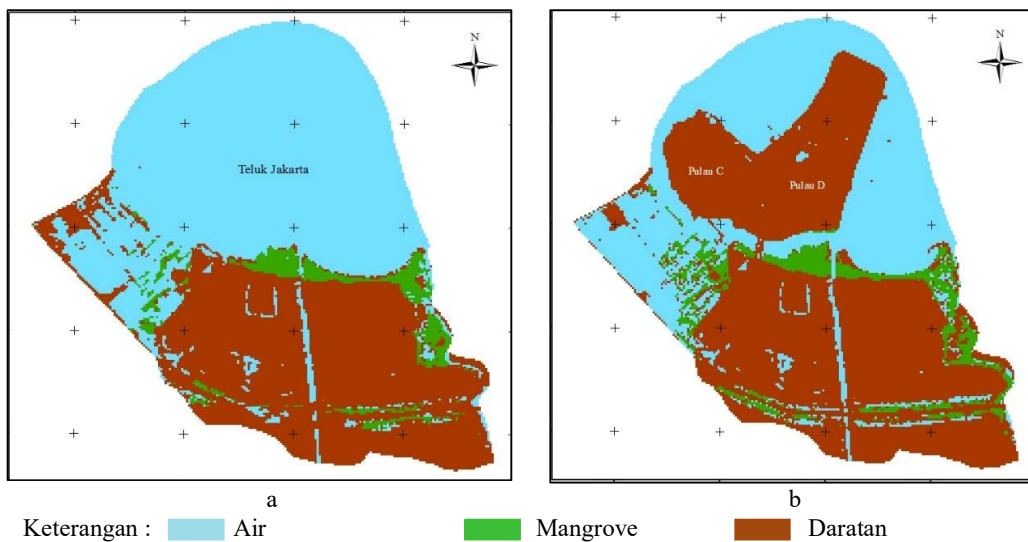 N
Teluk Jakarta
a
N
Pulau C
Pulau D
b
Keterangan : Air Mangrove Daratan